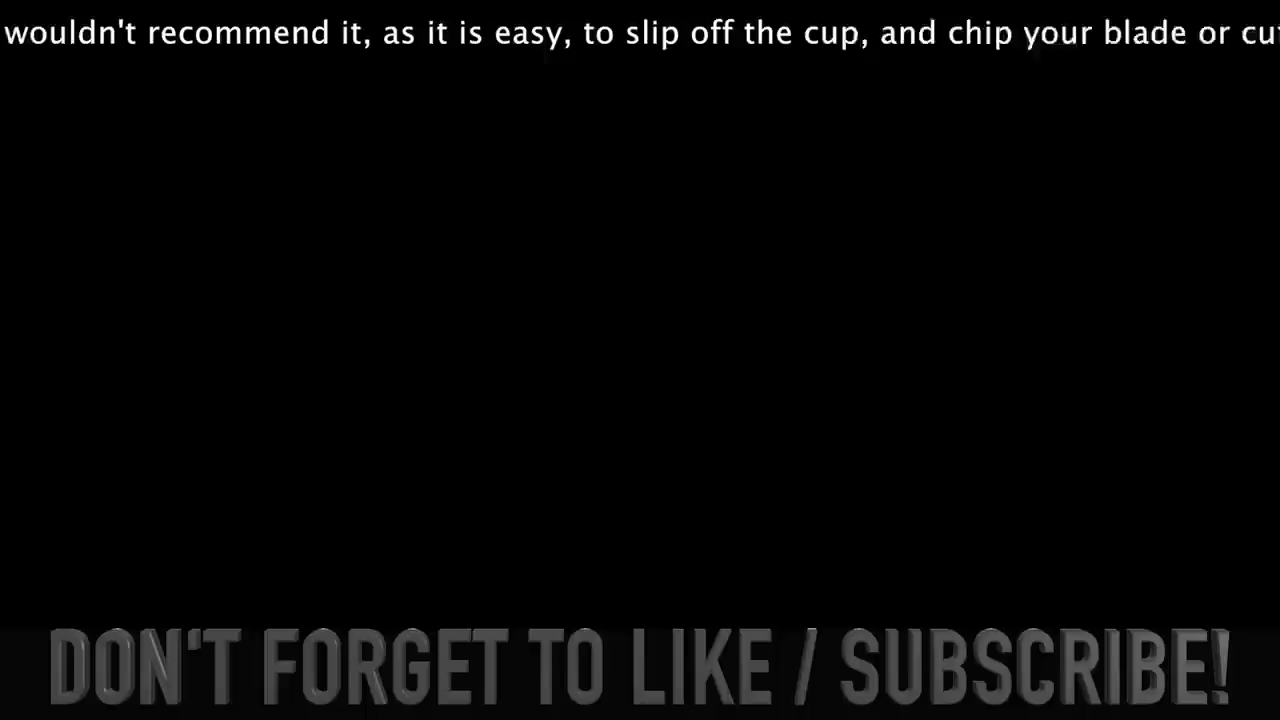 wouldn't recommend it, as it is easy, to slip off the cup, and chip your blade or
DON'T FORGET TO LIKE / SUBSCRIBE!